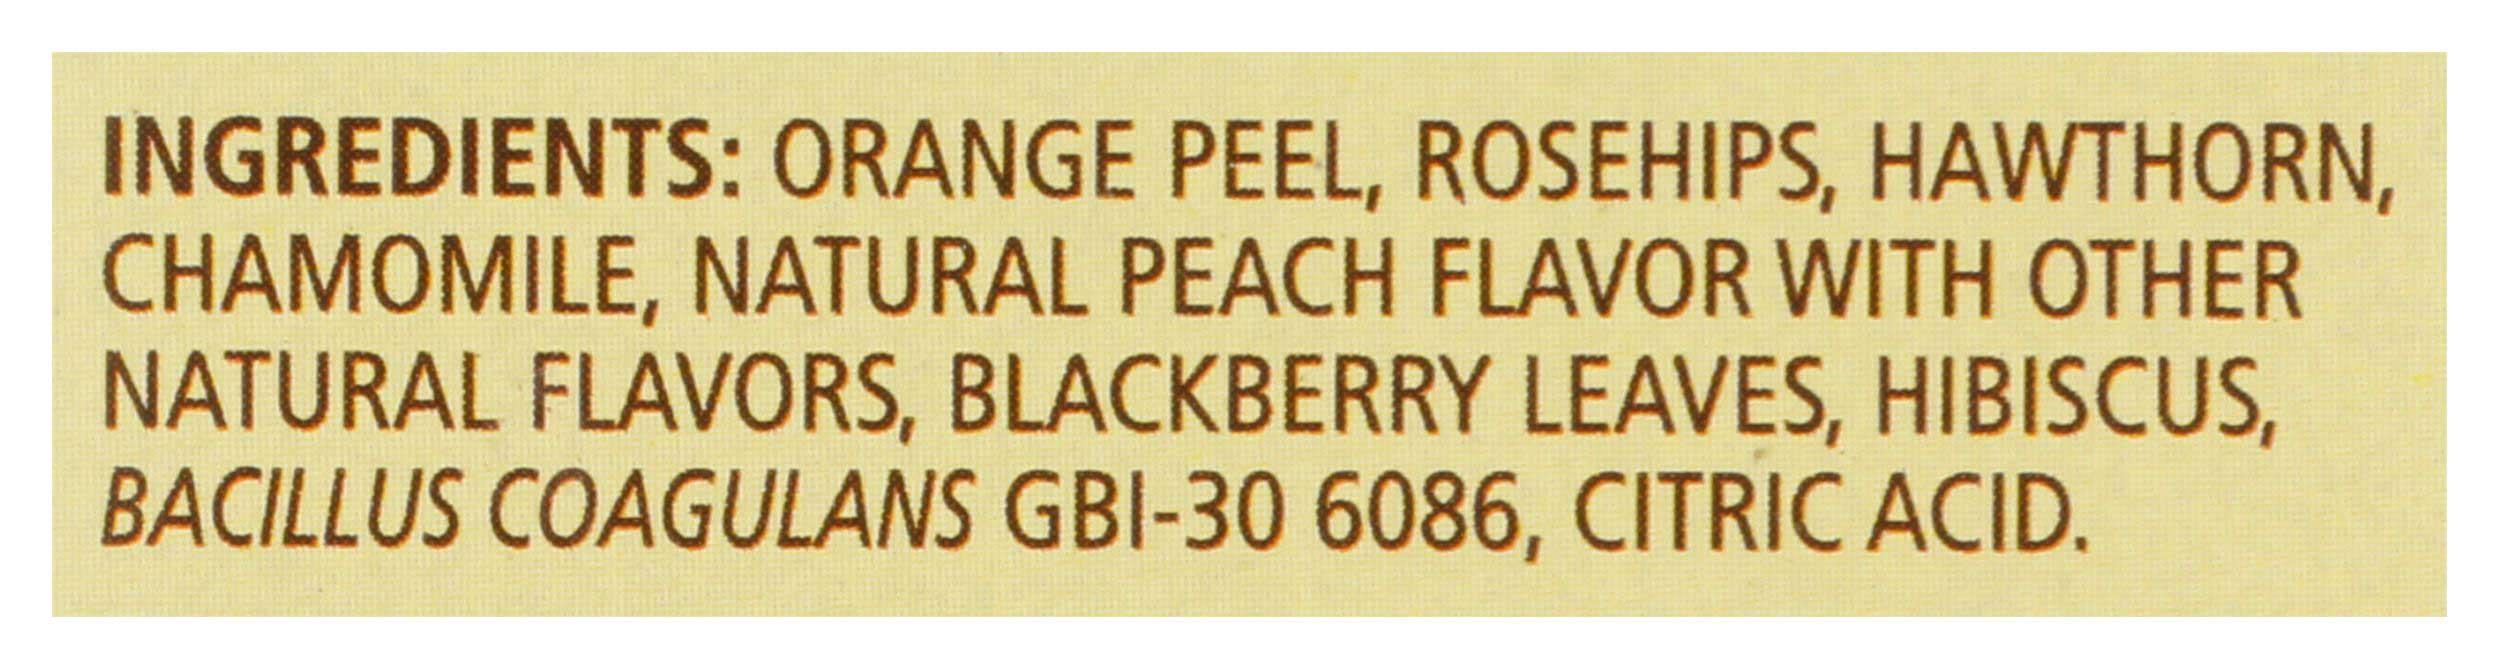 INGREDIENTS: ORANGE PEEL, ROSEHIPS, HAWTHORN,
CHAMOMILE, NATURAL PEACH FLAVOR WITH OTHER
NATURAL FLAVORS, BLACKBERRY LEAVES, HIBISCUS,
BACILLUS COAGULANS GBI-30 6086, CITRIC ACID.